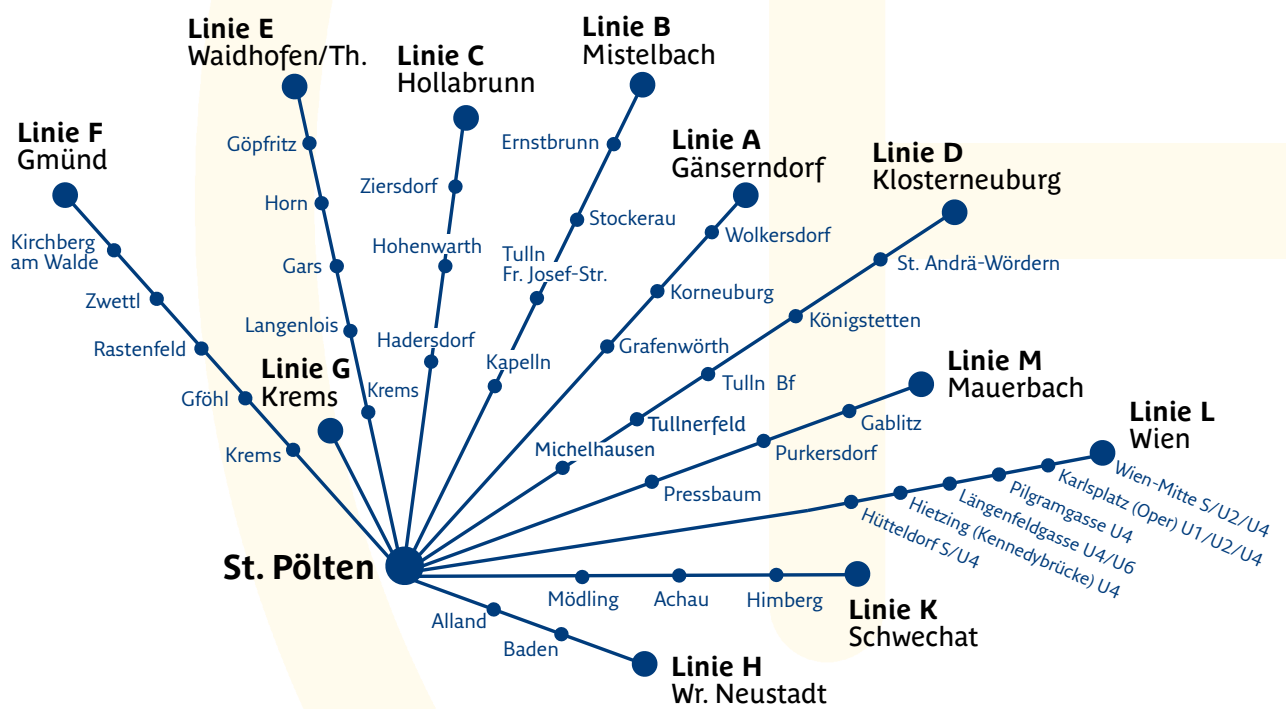 Linie E
Waidhofen/Th.
Göpfritz
Horn
Gars
Langenlois
Krems
Linie C
Hollabrunn
Ziersdorf
Hohenwarth
Hadersdorf
Linie B
Mistelbach
Ernstbrunn
Stockerau
Tulln
Fr. Josef-Str.
Kapelln
Linie F
Gmünd
Kirchberg
am Walde
Zwettl
Rastenfeld
Gföhl
Krems
Linie G
Krems
Linie A
Gänserndorf
Wolkersdorf
Korneuburg
Grafenwörth
Linie D
Klosterneuburg
St. Andrä-Wördern
Königstetten
Tulln Bf
Tullnerfeld
Michelhausen
Linie M
Mauerbach
Gablitz
Purkersdorf
Pressbaum
Linie L
Wien
Wien-Mitte S/U2/U4
Karlsplatz (Oper) U1/U2/U4
Pilgramgasse U4
Längenfeldgasse U4/U6
Hietzing (Kennedybrücke) U4
Hütteldorf S/U4
St. Pölten
Mödling
Achau
Himberg
Linie K
Schwechat
Alland
Baden
Linie H
Wr. Neustadt